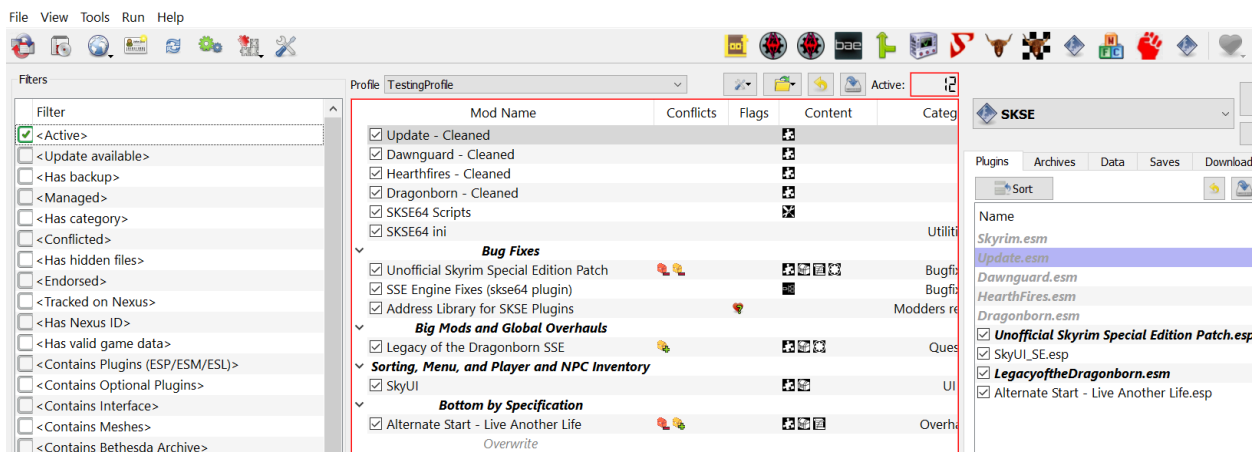 File View Tools Run Help
bae
Filters
Profile TestingProfile
Active: 12
SKSE
Filter
<Active>
<Update available>
<Has backup>
<Managed>
<Has category>
<Conflicted>
<Has hidden files>
<Endorsed>
<Tracked on Nexus>
<Has Nexus ID>
<Has valid game data>
<Contains Plugins (ESP/ESM/ESL)>
<Contains Optional Plugins>
<Contains Interface>
<Contains Meshes>
<Contains Bethesda Archive>
Mod Name Conflicts Flags Content Categ
Update - Cleaned
Dawnguard - Cleaned
Hearthfires - Cleaned
Dragonborn - Cleaned
SKSE64 Scripts
SKSE64 ini Utiliti
Bug Fixes
Unofficial Skyrim Special Edition Patch Bugfix
SSE Engine Fixes (skse64 plugin) Bugfix
Address Library for SKSE Plugins Modders re
Big Mods and Global Overhauls
Legacy of the Dragonborn SSE Ques
Sorting, Menu, and Player and NPC Inventory
SkyUI UI
Bottom by Specification
Alternate Start - Live Another Life Overha
Overwrite
Plugins Archives Data Saves Download
Sort
Name
Skyrim.esm
Update.esm
Dawnguard.esm
HearthFires.esm
Dragonborn.esm
Unofficial Skyrim Special Edition Patch.esp
SkyUI_SE.esp
LegacyoftheDragonborn.esm
Alternate Start - Live Another Life.esp